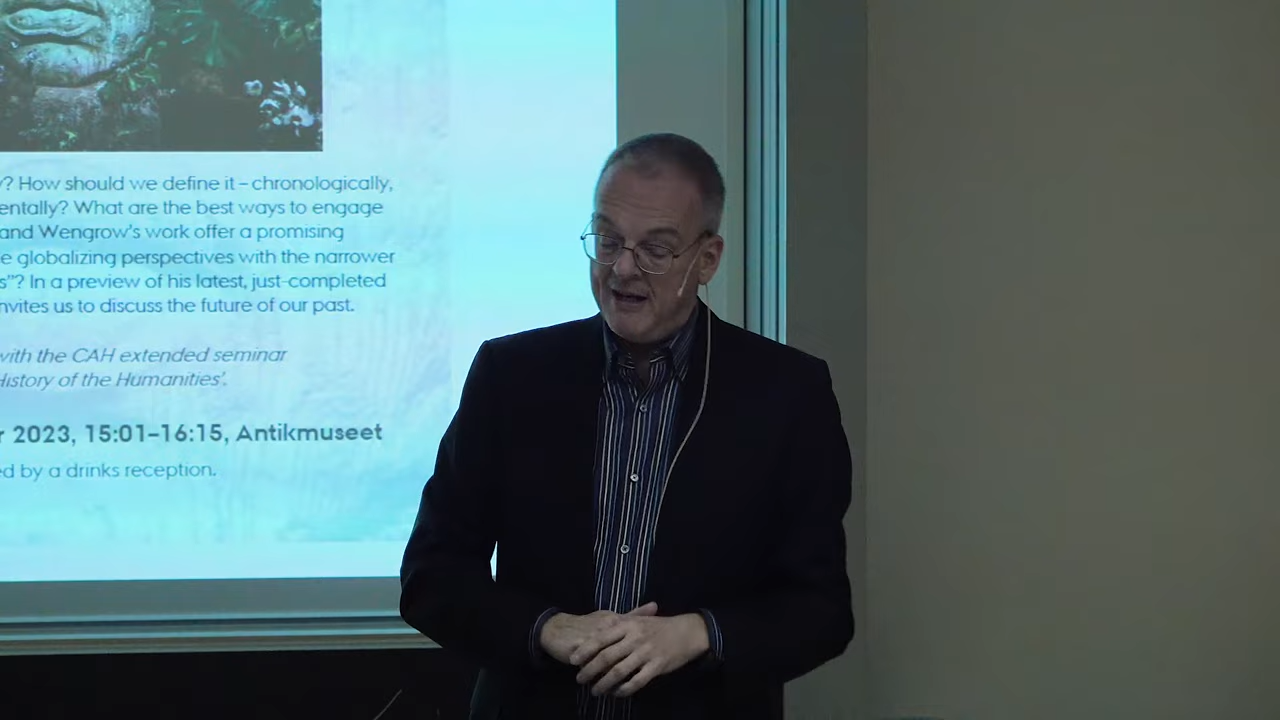 ? How should we define it – chronologically,
entally? What are the best ways to engage
and Wengrow's work offer a promising
e globalizing perspectives with the narrower
s"? In a preview of his latest, just-completed
nvites us to discuss the future of our past.
with the CAH extended seminar
History of the Humanities'.
r 2023, 15:01–16:15, Antikmuseet
ed by a drinks reception.